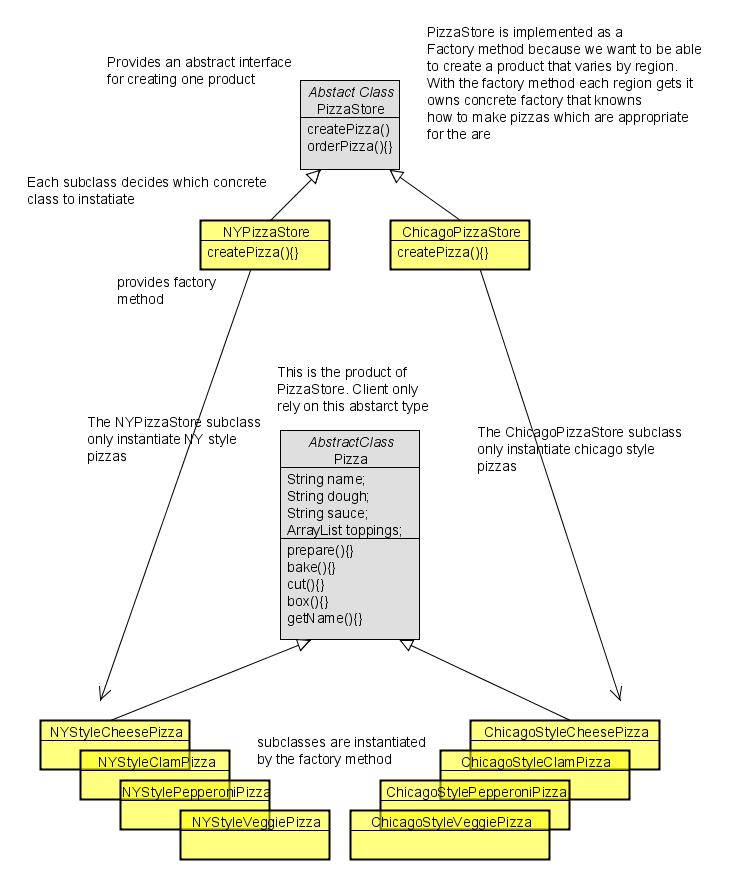 PizzaStore is implemented as a
Factory method because we want to be able
to create a product that varies by region.
With the factory method each region gets it
owns concrete factory that knowns
how to make pizzas which are appropriate
for the are
Provides an abstract interface
for creating one product
Abstact Class
PizzaStore
createPizza()
orderPizza(){}
Each subclass decides which concrete
class to instatiate
NYPizzaStore
createPizza(){}
ChicagoPizzaStore
createPizza(){}
provides factory
method
This is the product of
PizzaStore. Client only
rely on this abstarct type
The NYPizzaStore subclass
only instantiate NY style
pizzas
The ChicagoPizzaStore subclass
only instantiate chicago style
pizzas
AbstractClass
Pizza
String name;
String dough;
String sauce;
ArrayList toppings;
prepare(){}
bake(){}
cut(){}
box(){}
getName(){}
NYStyleCheesePizza
NYStyleClamPizza
NYStylePepperoniPizza
NYStyleVeggiePizza
subclasses are instantiated
by the factory method
ChicagoStyleCheesePizza
ChicagoStyleClamPizza
ChicagoStylePepperoniPizza
ChicagoStyleVeggiePizza